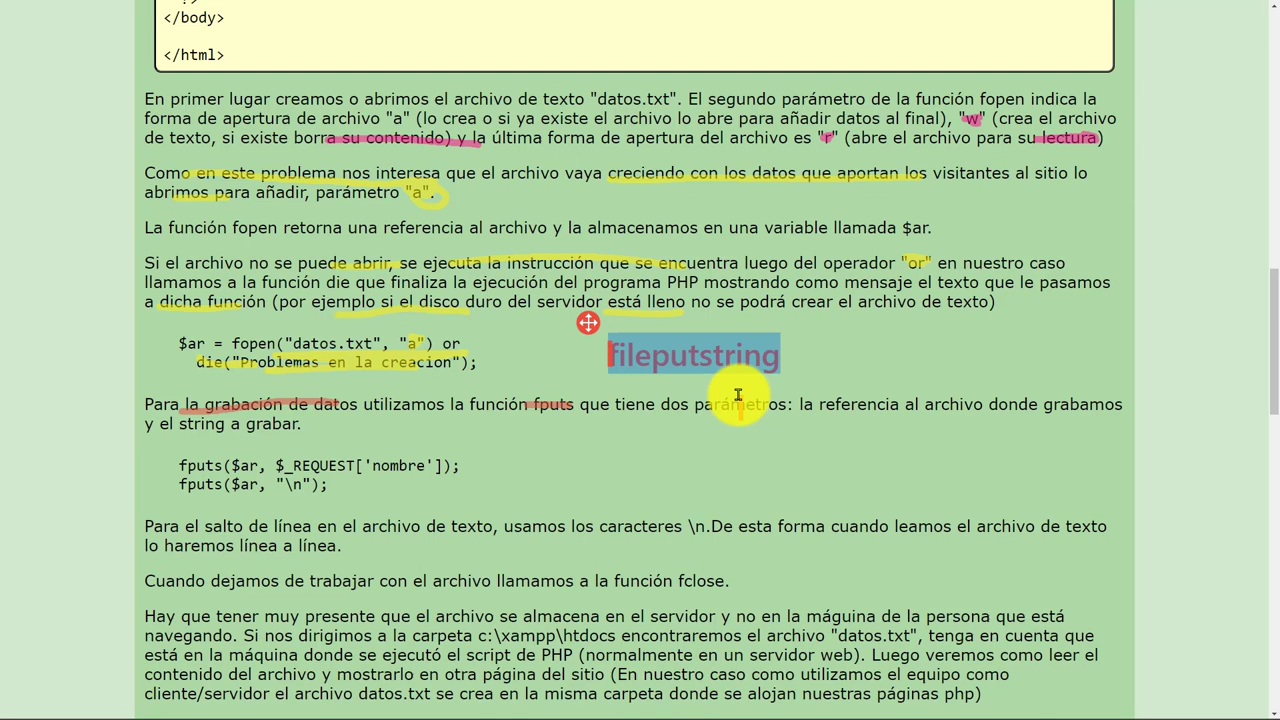 </body>
</html>
En primer lugar creamos o abrimos el archivo de texto "datos.txt". El segundo parámetro de la función fopen indica la
forma de apertura de archivo "a" (lo crea o si ya existe el archivo lo abre para añadir datos al final), "w" (crea el archivo
de texto, si existe borra su contenido) y la última forma de apertura del archivo es "r" (abre el archivo para su lectura)
Como en este problema nos interesa que el archivo vaya creciendo con los datos que aportan los visitantes al sitio lo
abrimos para añadir, parámetro "a".
La función fopen retorna una referencia al archivo y la almacenamos en una variable llamada $ar.
Si el archivo no se puede abrir, se ejecuta la instrucción que se encuentra luego del operador "or" en nuestro caso
llamamos a la función die que finaliza la ejecución del programa PHP mostrando como mensaje el texto que le pasamos
a dicha función (por ejemplo si el disco duro del servidor está lleno no se podrá crear el archivo de texto)
$ar = fopen("datos.txt", "a") or
die("Problemas en la creacion");
fileputstring
Para la grabación de datos utilizamos la función fputs que tiene dos parámetros: la referencia al archivo donde grabamos
y el string a grabar.
fputs($ar, $_REQUEST['nombre']);
fputs($ar, "\n");
Para el salto de línea en el archivo de texto, usamos los caracteres \n.De esta forma cuando leamos el archivo de texto
lo haremos línea a línea.
Cuando dejamos de trabajar con el archivo llamamos a la función fclose.
Hay que tener muy presente que el archivo se almacena en el servidor y no en la máguina de la persona que está
navegando. Si nos dirigimos a la carpeta c:\xampp\htdocs encontraremos el archivo "datos.txt", tenga en cuenta que
está en la máquina donde se ejecutó el script de PHP (normalmente en un servidor web). Luego veremos como leer el
contenido del archivo y mostrarlo en otra página del sitio (En nuestro caso como utilizamos el equipo como
cliente/servidor el archivo datos.txt se crea en la misma carpeta donde se alojan nuestras páginas php)